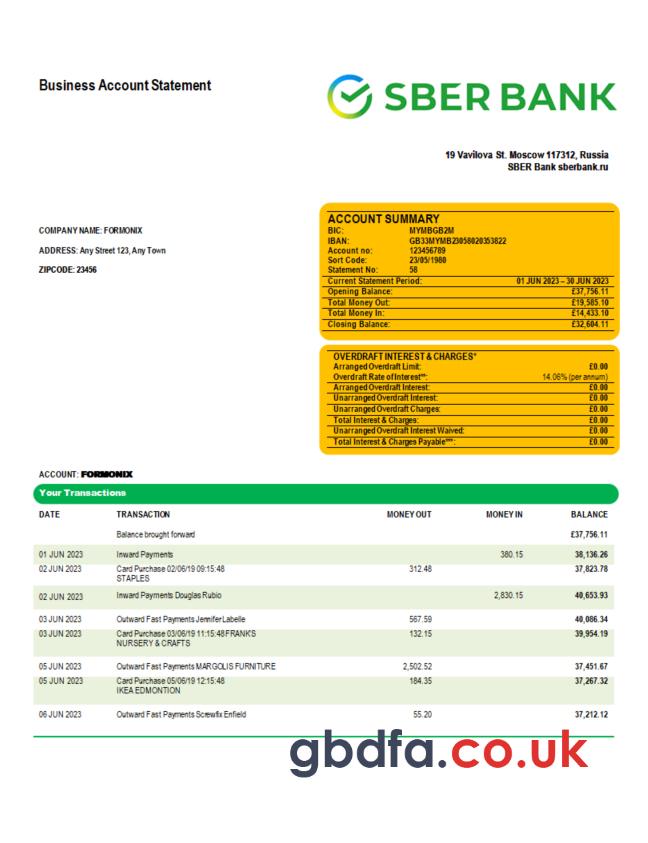 Business Account Statement
SBER BANK
19 Vavilova St. Moscow 117312, Russia
SBER Bank sberbank.ru
COMPANY NAME: FORMONIX
ADDRESS: Any Street 123, Any Town
ZIPCODE: 23456
ACCOUNT SUMMARY
BIC: MYMBGB2M
IBAN: GB33MYMB23058020353822
Account no: 123456789
Sort Code: 23/05/1980
Statement No: 58
Current Statement Period: 01 JUN 2023 – 30 JUN 2023
Opening Balance: £37,756.11
Total Money Out: £19,585.10
Total Money In: £14,433.10
Closing Balance: £32,604.11
OVERDRAFT INTEREST & CHARGES*
Arranged Overdraft Limit: £0.00
Overdraft Rate of Interest**: 14.06% (per annum)
Arranged Overdraft Interest: £0.00
Unarranged Overdraft Interest: £0.00
Unarranged Overdraft Charges: £0.00
Total Interest & Charges: £0.00
Unarranged Overdraft Interest Waived: £0.00
Total Interest & Charges Payable***: £0.00
ACCOUNT: FORMONIX
Your Transactions
DATE TRANSACTION MONEY OUT MONEY IN BALANCE
Balance brought forward £37,756.11
01 JUN 2023 Inward Payments 380.15 38,136.26
02 JUN 2023 Card Purchase 02/06/19 09:15:48 312.48 37,823.78
STAPLES
02 JUN 2023 Inward Payments Douglas Rubio 2,830.15 40,653.93
03 JUN 2023 Outward Fast Payments Jennifer Labelle 567.59 40,086.34
03 JUN 2023 Card Purchase 03/06/19 11:15:48 FRANK'S 132.15 39,954.19
NURSERY & CRAFTS
05 JUN 2023 Outward Fast Payments MARGOLIS FURNITURE 2,502.52 37,451.67
05 JUN 2023 Card Purchase 05/06/19 12:15:48 184.35 37,267.32
IKEA EDMONTION
06 JUN 2023 Outward Fast Payments Screwfix Enfield 55.20 37,212.12
gbdfa.co.uk